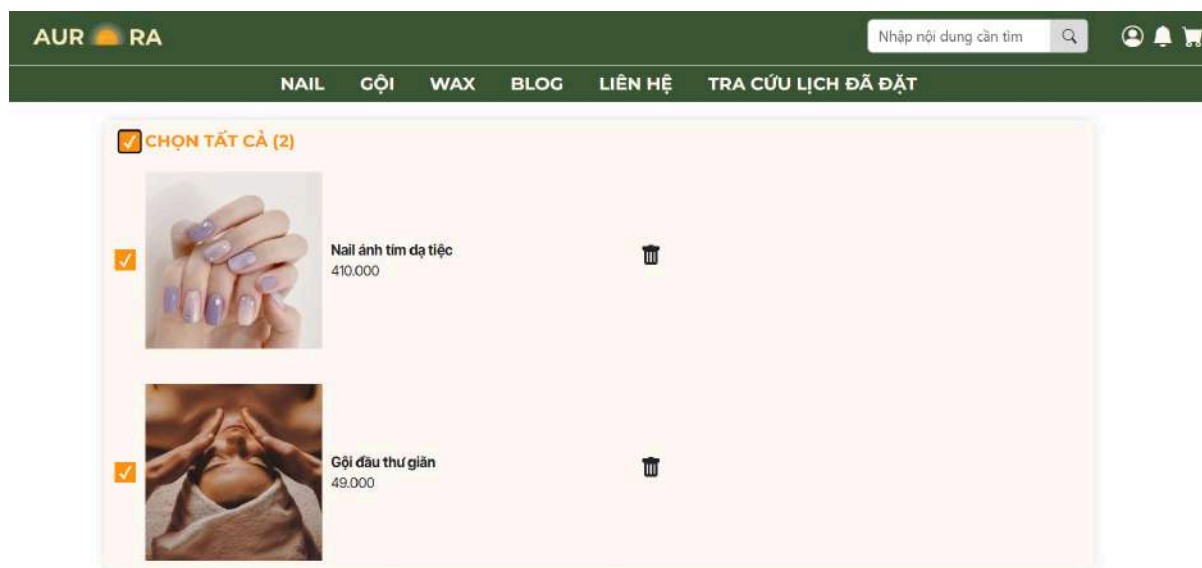 AUR RA
Nhập nội dung cần tìm
NAIL GỘI WAX BLOG LIÊN HỆ TRA CỨU LỊCH ĐÃ ĐẶT
CHỌN TẤT CẢ (2)
Nail ánh tím dạ tiệc
410.000
Gội đầu thư giãn
49.000